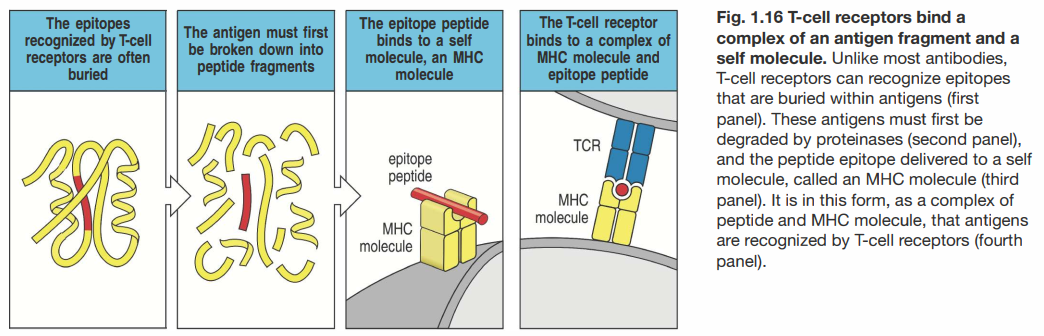 The epitopes
recognized by T-cell
receptors are often
buried
The antigen must first
be broken down into
peptide fragments
The epitope peptide
binds to a self
molecule, an MHC
molecule
epitope
peptide
MHC
molecule
The T-cell receptor
binds to a complex of
MHC molecule and
epitope peptide
TCR
MHC
molecule
Fig. 1.16 T-cell receptors bind a
complex of an antigen fragment and a
self molecule. Unlike most antibodies,
T-cell receptors can recognize epitopes
that are buried within antigens (first
panel). These antigens must first be
degraded by proteinases (second panel),
and the peptide epitope delivered to a self
molecule, called an MHC molecule (third
panel). It is in this form, as a complex of
peptide and MHC molecule, that antigens
are recognized by T-cell receptors (fourth
panel).